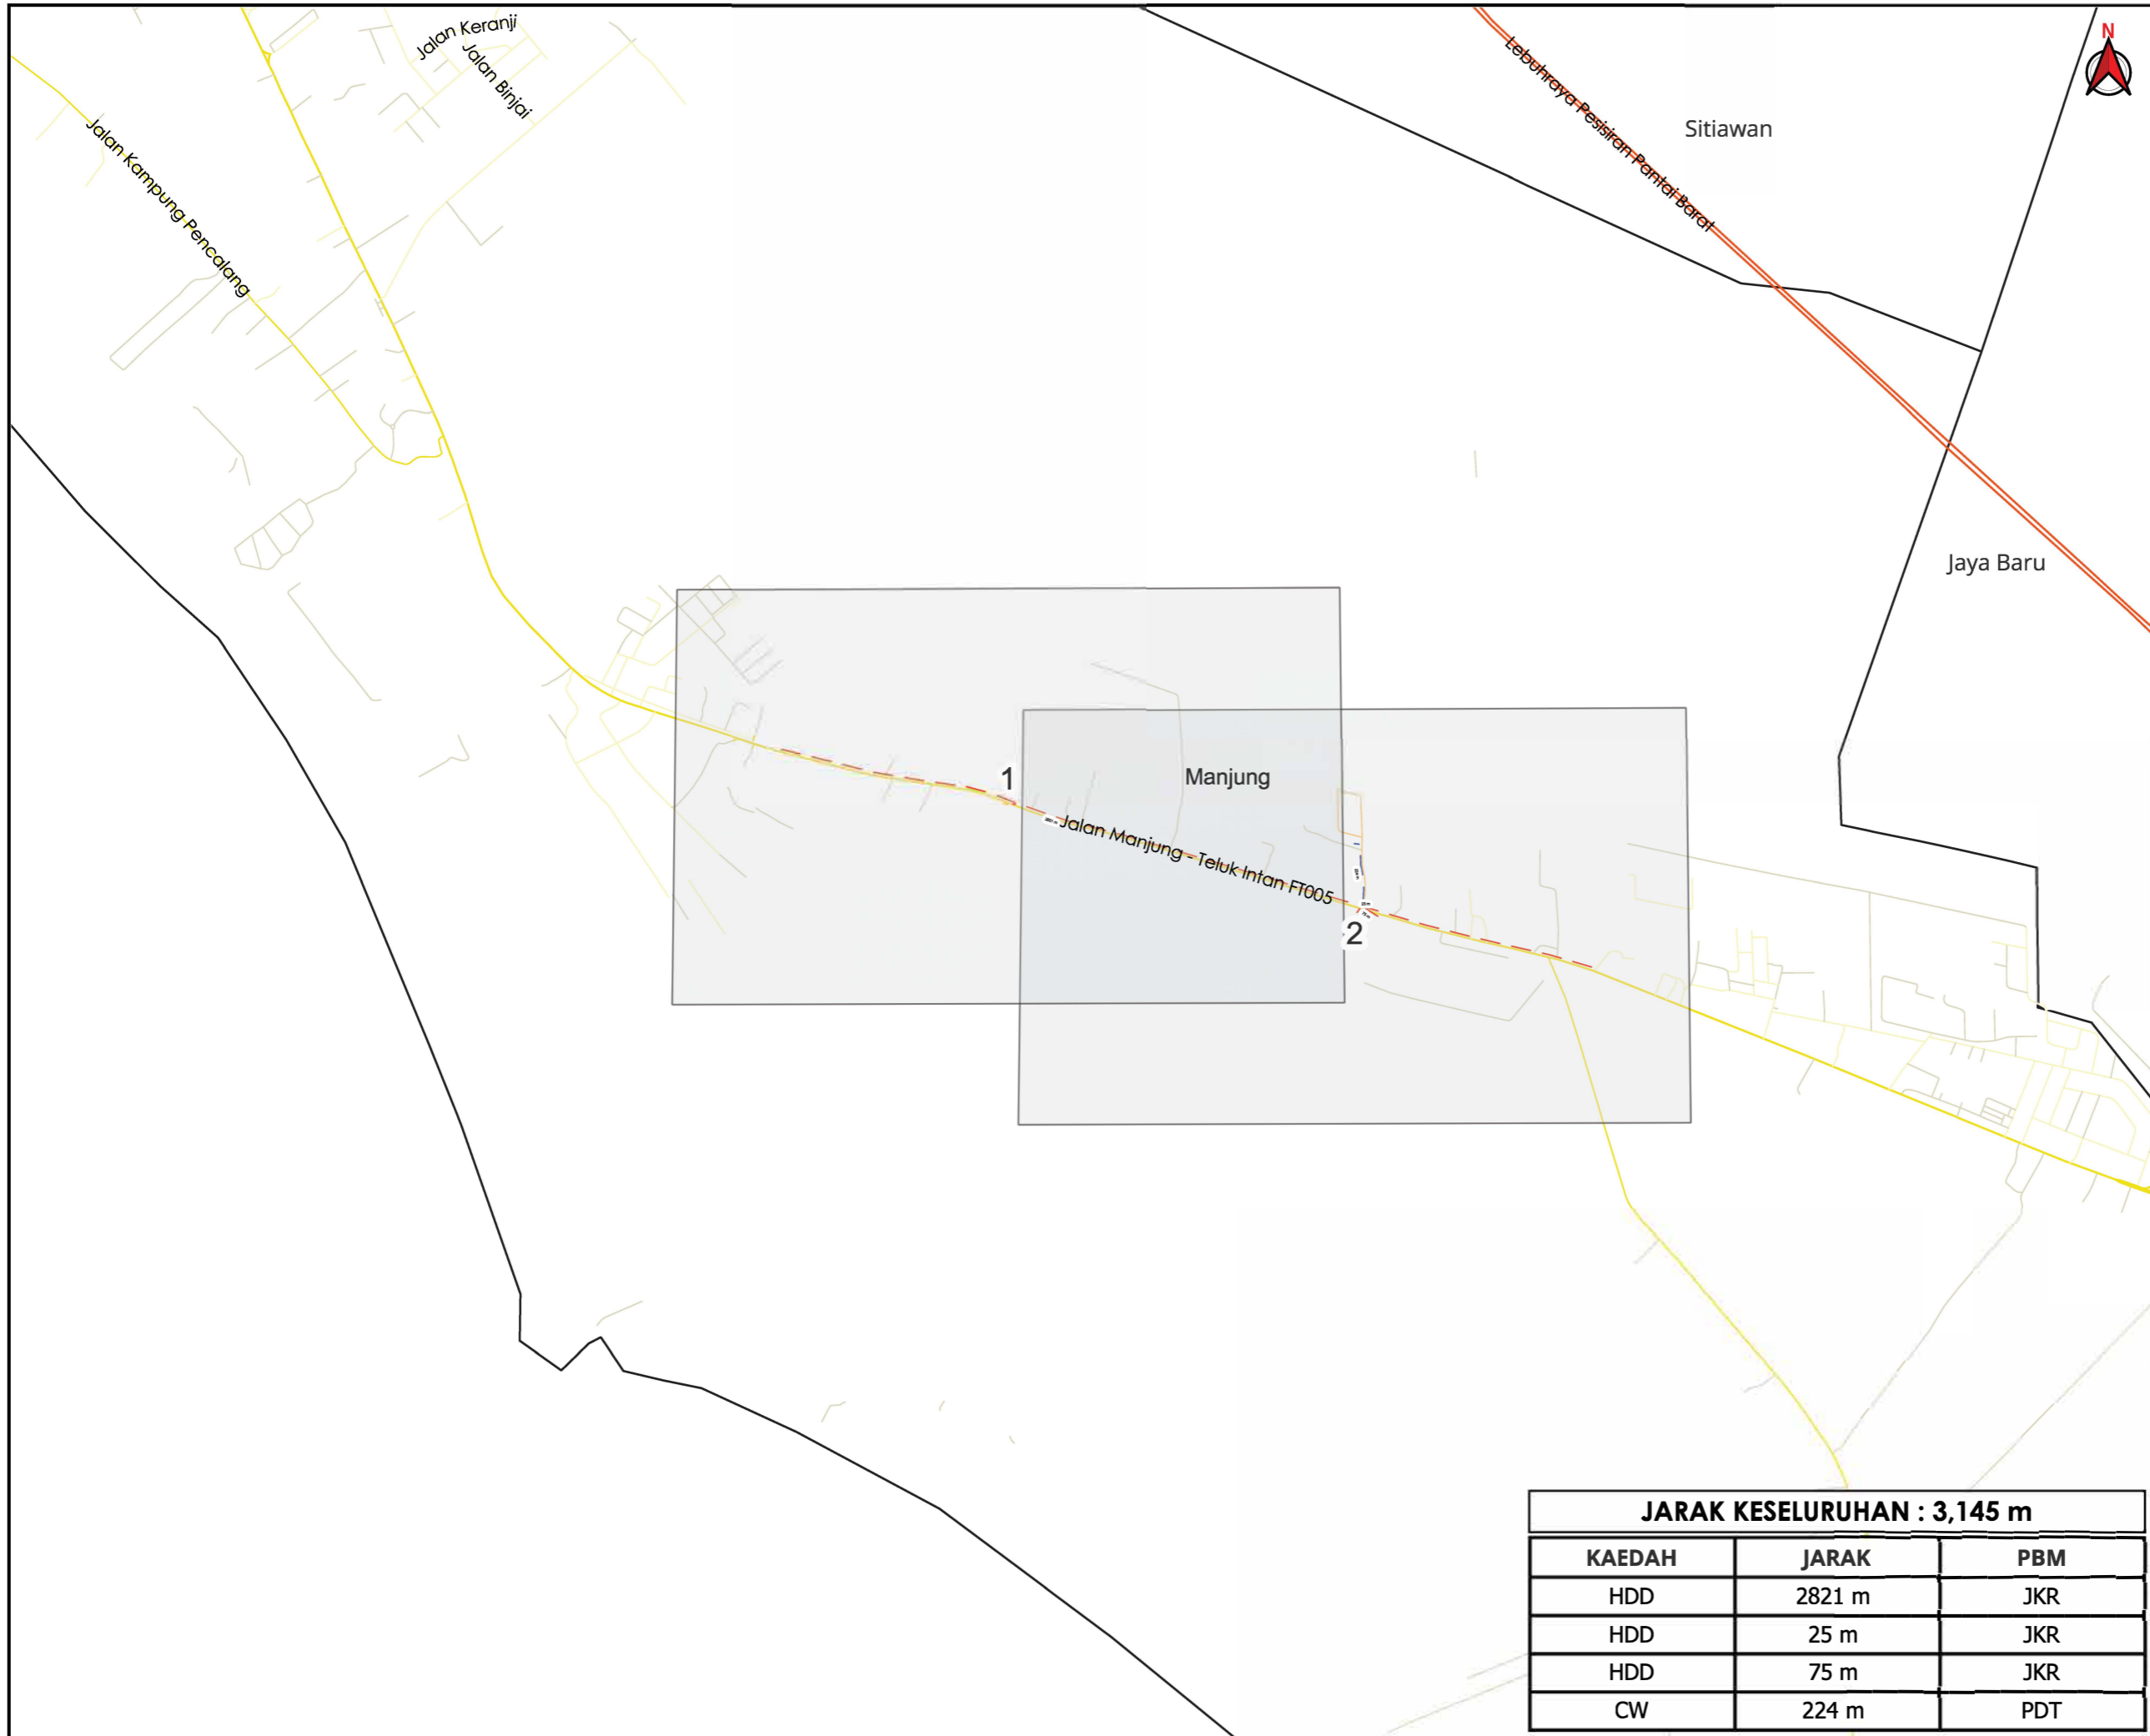 Jalan Keranji
Jalan Binjai
N
Lebuhraya Pesisiran Pantai Barat
Sitiawan
Jalan Kampung Pencalang
Jaya Baru
1
Manjung
Jalan Manjung - Teluk Intan FT005
2
JARAK KESELURUHAN : 3,145 m
KAEDAH JARAK PBM
HDD 2821 m JKR
HDD 25 m JKR
HDD 75 m JKR
CW 224 m PDT